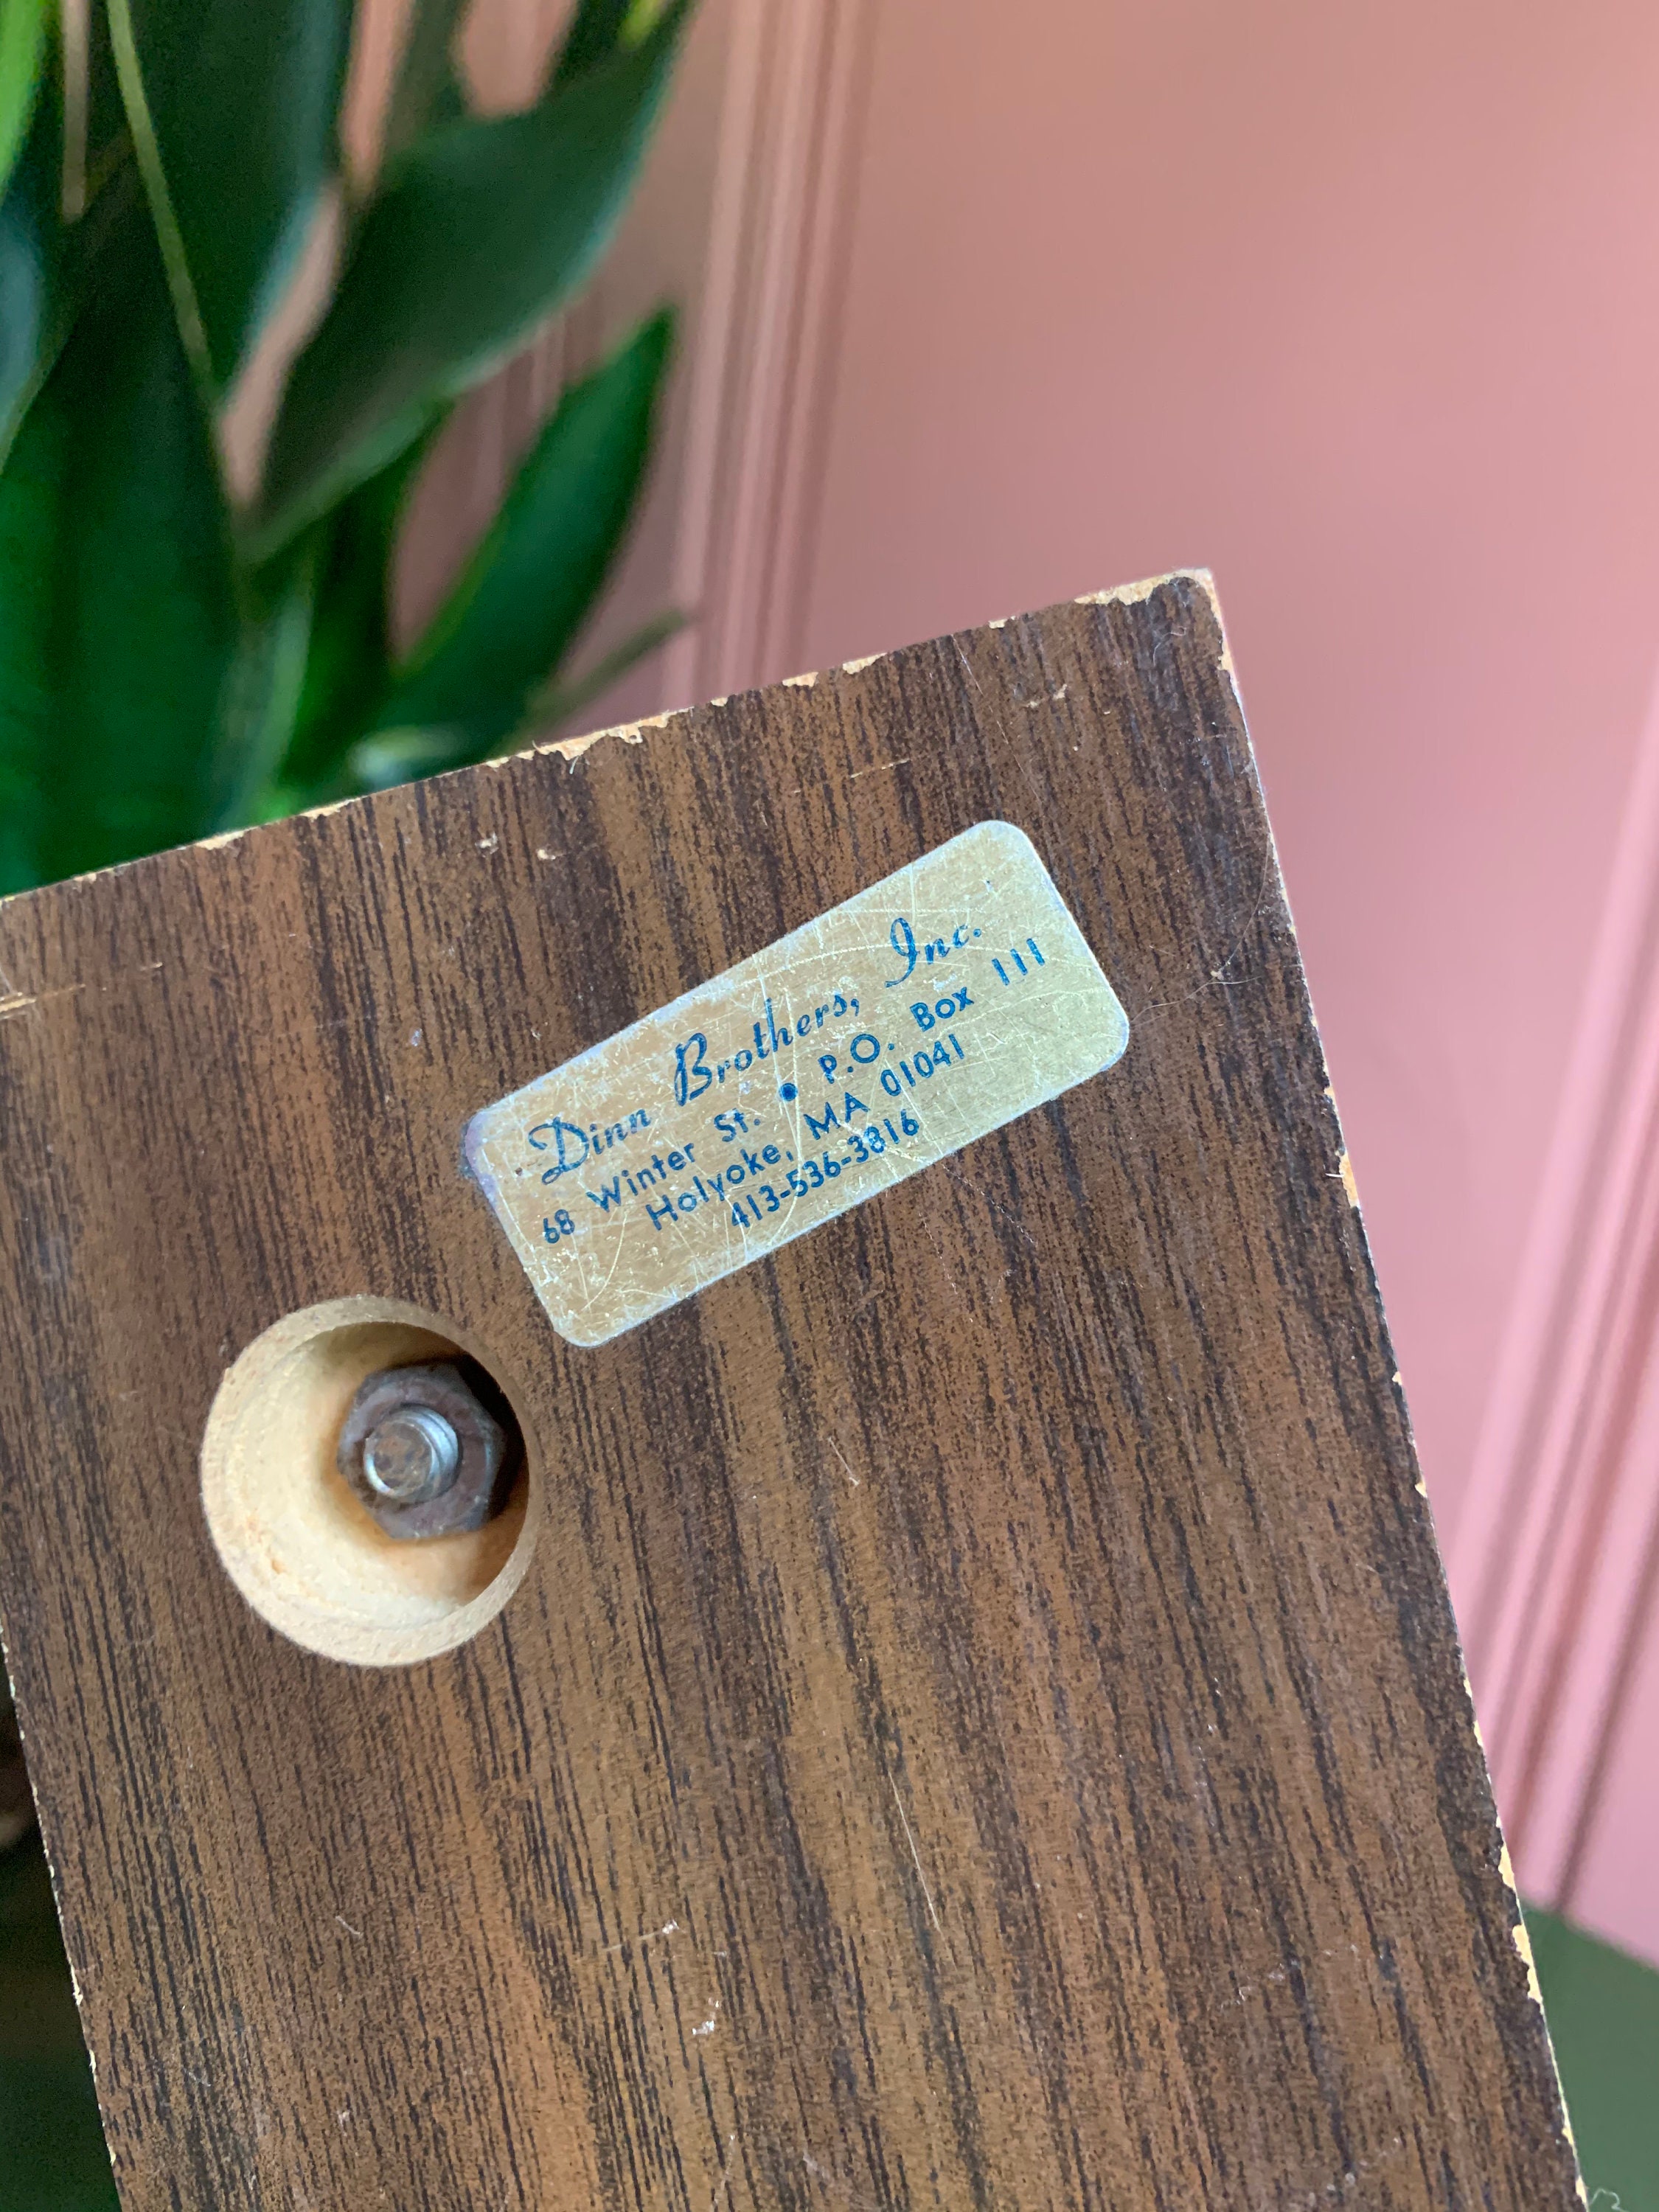 Dinn Brothers, Inc.
68 Winter St. • P.O. Box 111
Holyoke, MA 01041
413-536-3816